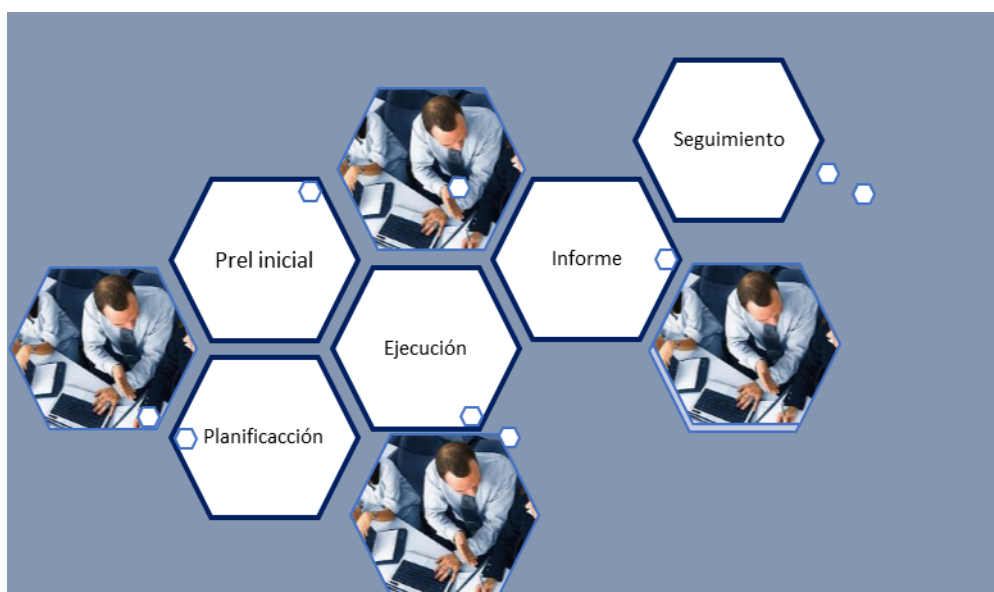 Prel inicial
Planificacción
Ejecución
Informe
Seguimiento